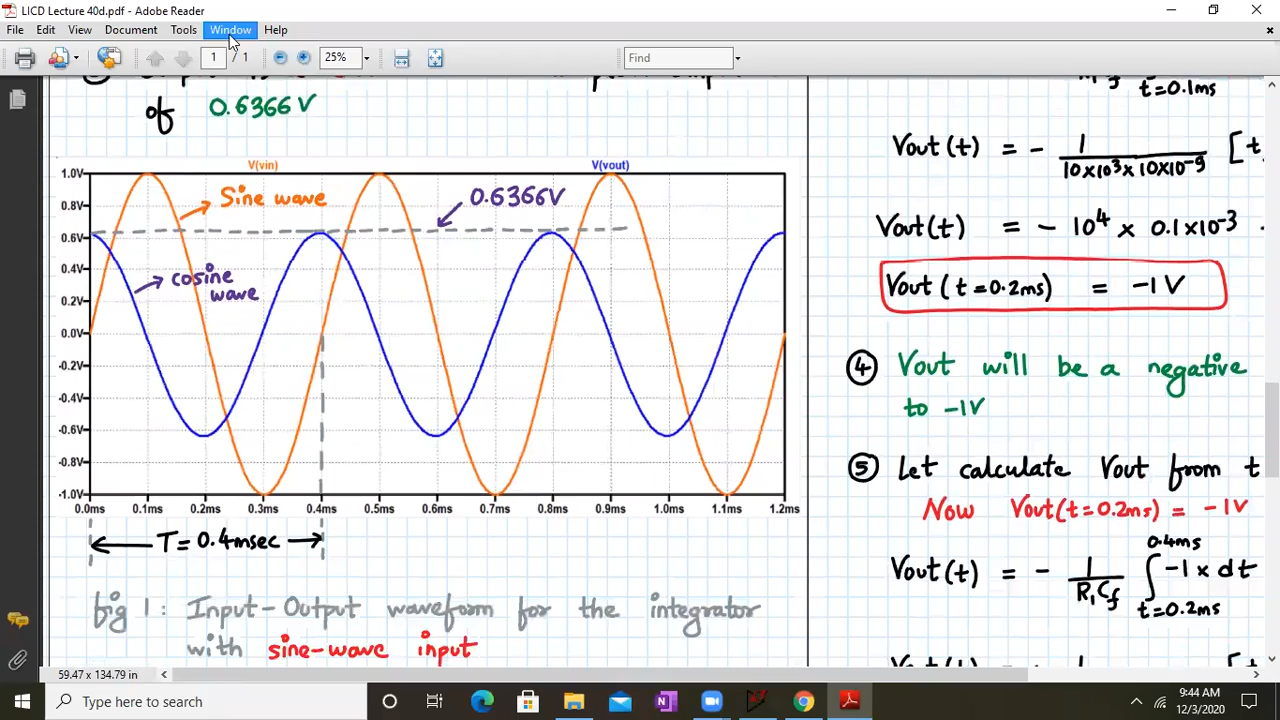 LICD Lecture 40d.pdf - Adobe Reader
File Edit View Document Tools Window Help
1 / 1 25% Find
of 0.6366 V
V(vin) V(vout)
1.0V
0.8V
0.6V
0.4V
0.2V
0.0V
-0.2V
-0.4V
-0.6V
-0.8V
-1.0V
Sine wave
0.6366V
cosine
wave
0.0ms 0.1ms 0.2ms 0.3ms 0.4ms 0.5ms 0.6ms 0.7ms 0.8ms 0.9ms 1.0ms 1.1ms 1.2ms
T= 0.4msec
fig 1: Input-Output waveform for the integrator
with sine-wave input
t=0.1ms
Vout (t) = - 1 / 10x10³x10x10⁻⁹ [t
Vout (t) = - 10⁴ x 0.1x10⁻³
Vout ( t=0.2ms) = -1 V
④ Vout will be a negative
to -1V
⑤ Let calculate Vout from t
Now Vout(t=0.2ms) = -1V
0.4ms
Vout (t) = - 1 / R₁Cf ∫ -1 x dt
t=0.2ms
59.47 x 134.79 in
Type here to search
9:44 AM
12/3/2020